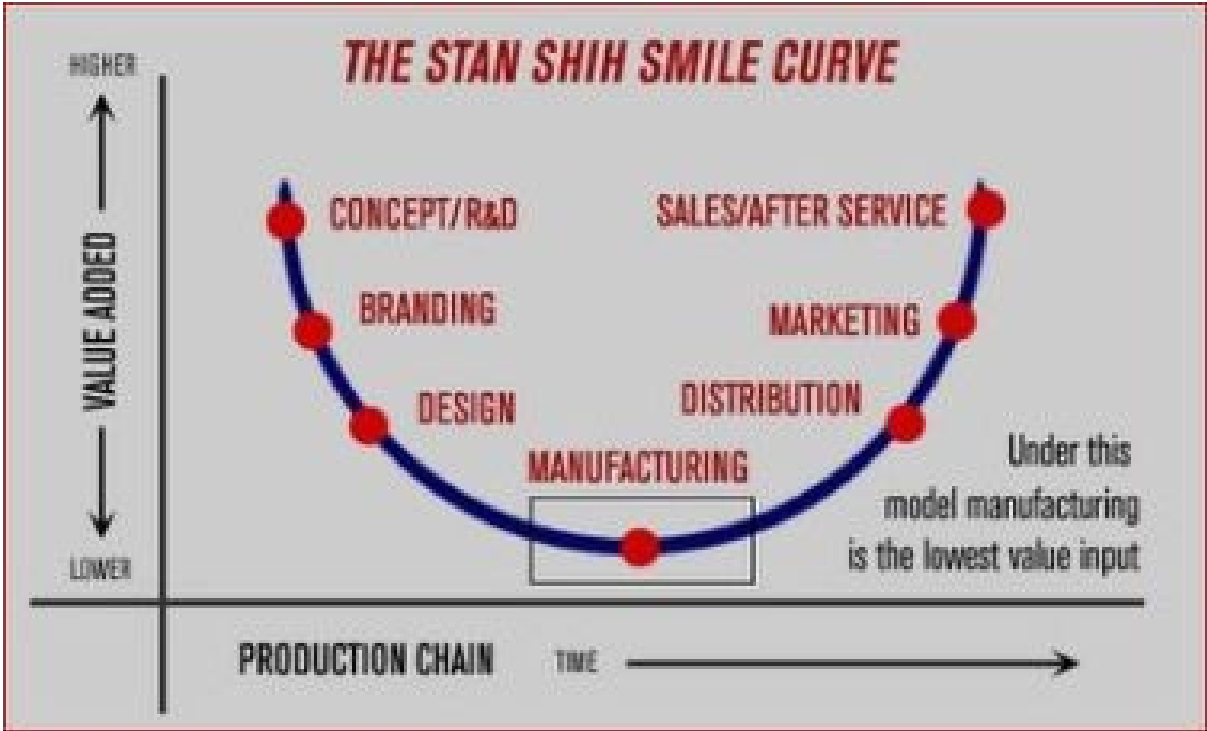 THE STAN SHIH SMILE CURVE
HIGHER
VALUE ADDED
LOWER
CONCEPT/R&D
BRANDING
DESIGN
MANUFACTURING
SALES/AFTER SERVICE
MARKETING
DISTRIBUTION
Under this
model manufacturing
is the lowest value input
PRODUCTION CHAIN TIME